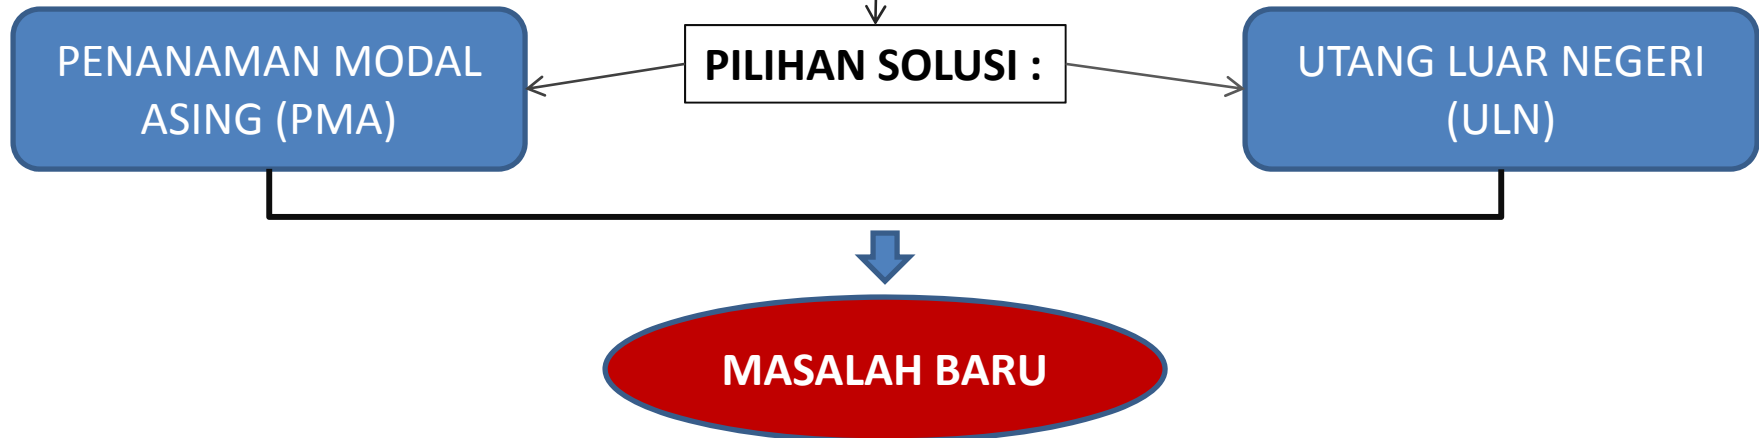 PENANAMAN MODAL
ASING (PMA)
PILIHAN SOLUSI :
UTANG LUAR NEGERI
(ULN)
MASALAH BARU